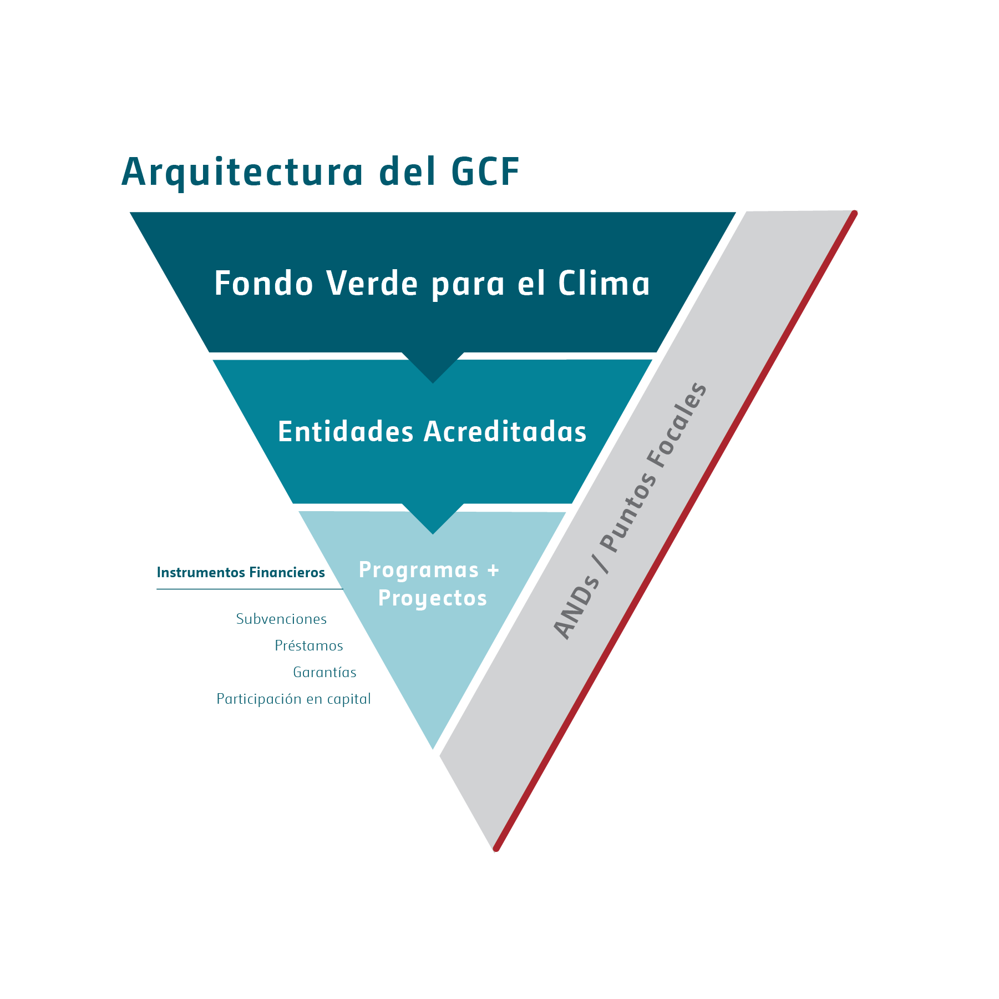 Arquitectura del GCF
Fondo Verde para el Clima
Entidades Acreditadas
Programas +
Proyectos
Instrumentos Financieros
Subvenciones
Préstamos
Garantías
Participación en capital
ANDs / Puntos Focales